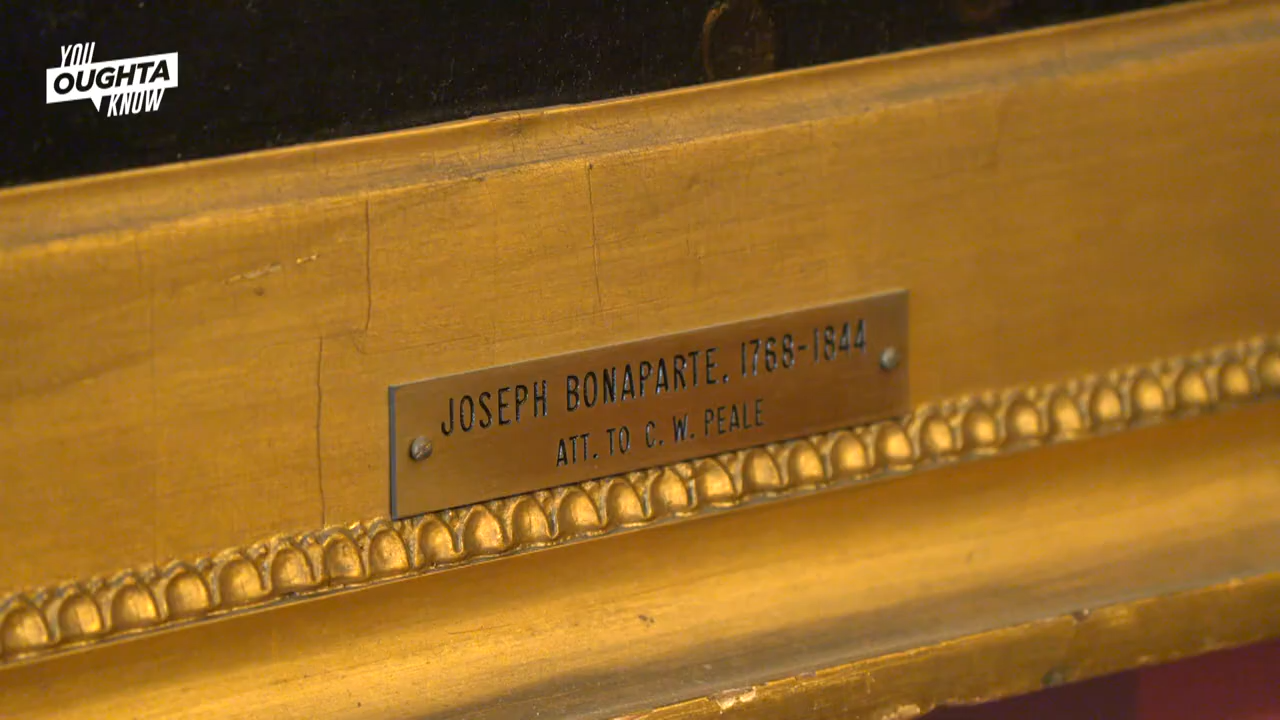 YOU
OUGHTA
KNOW
JOSEPH BONAPARTE. 1768-1844
ATT. TO C. W. PEALE